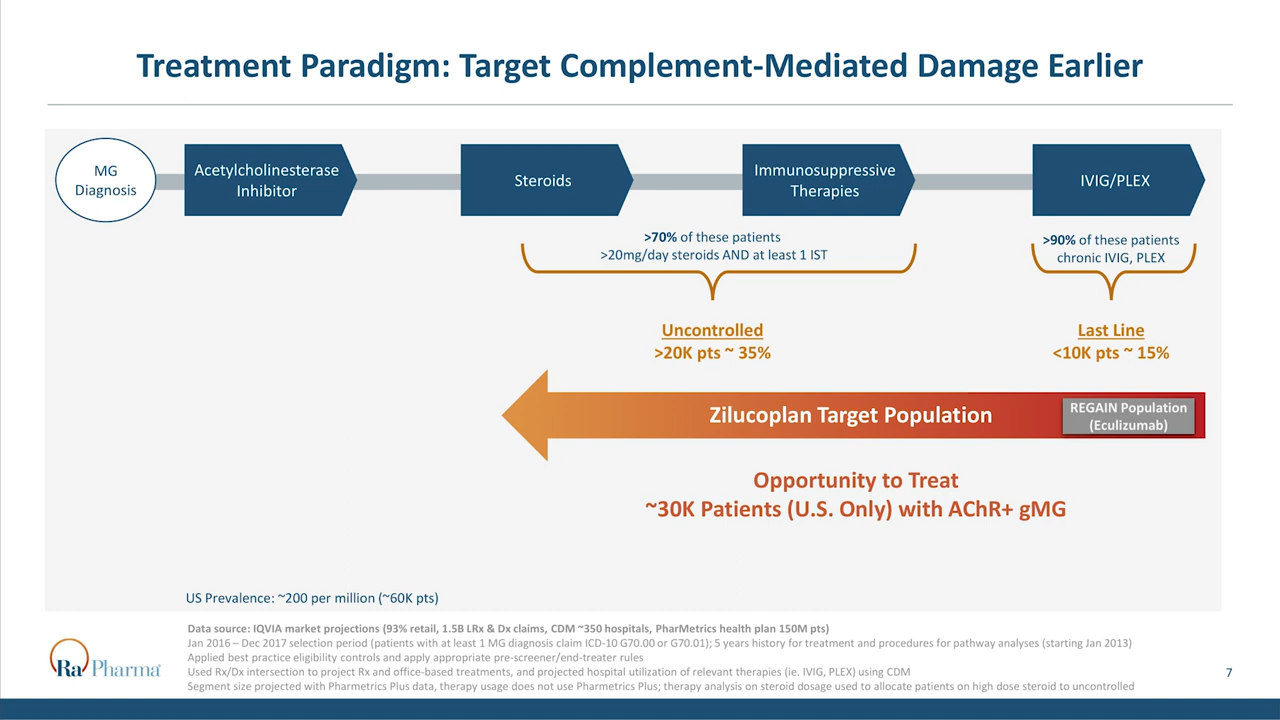 Treatment Paradigm: Target Complement-Mediated Damage Earlier
MG
Diagnosis
Acetylcholinesterase
Inhibitor
Steroids
Immunosuppressive
Therapies
IVIG/PLEX
>70% of these patients
>20mg/day steroids AND at least 1 IST
>90% of these patients
chronic IVIG, PLEX
Uncontrolled
>20K pts ~ 35%
Last Line
<10K pts ~ 15%
Zilucoplan Target Population
REGAIN Population
(Eculizumab)
Opportunity to Treat
~30K Patients (U.S. Only) with AChR+ gMG
US Prevalence: ~200 per million (~60K pts)
Data source: IQVIA market projections (93% retail, 1.5B LRx & Dx claims, CDM ~350 hospitals, PharMetrics health plan 150M pts)
Jan 2016 – Dec 2017 selection period (patients with at least 1 MG diagnosis claim ICD-10 G70.00 or G70.01); 5 years history for treatment and procedures for pathway analyses (starting Jan 2013)
Applied best practice eligibility controls and apply appropriate pre-screener/end-treater rules
Used Rx/Dx intersection to project Rx and office-based treatments, and projected hospital utilization of relevant therapies (ie. IVIG, PLEX) using CDM
Segment size projected with Pharmetrics Plus data, therapy usage does not use Pharmetrics Plus; therapy analysis on steroid dosage used to allocate patients on high dose steroid to uncontrolled
Ra Pharma
7